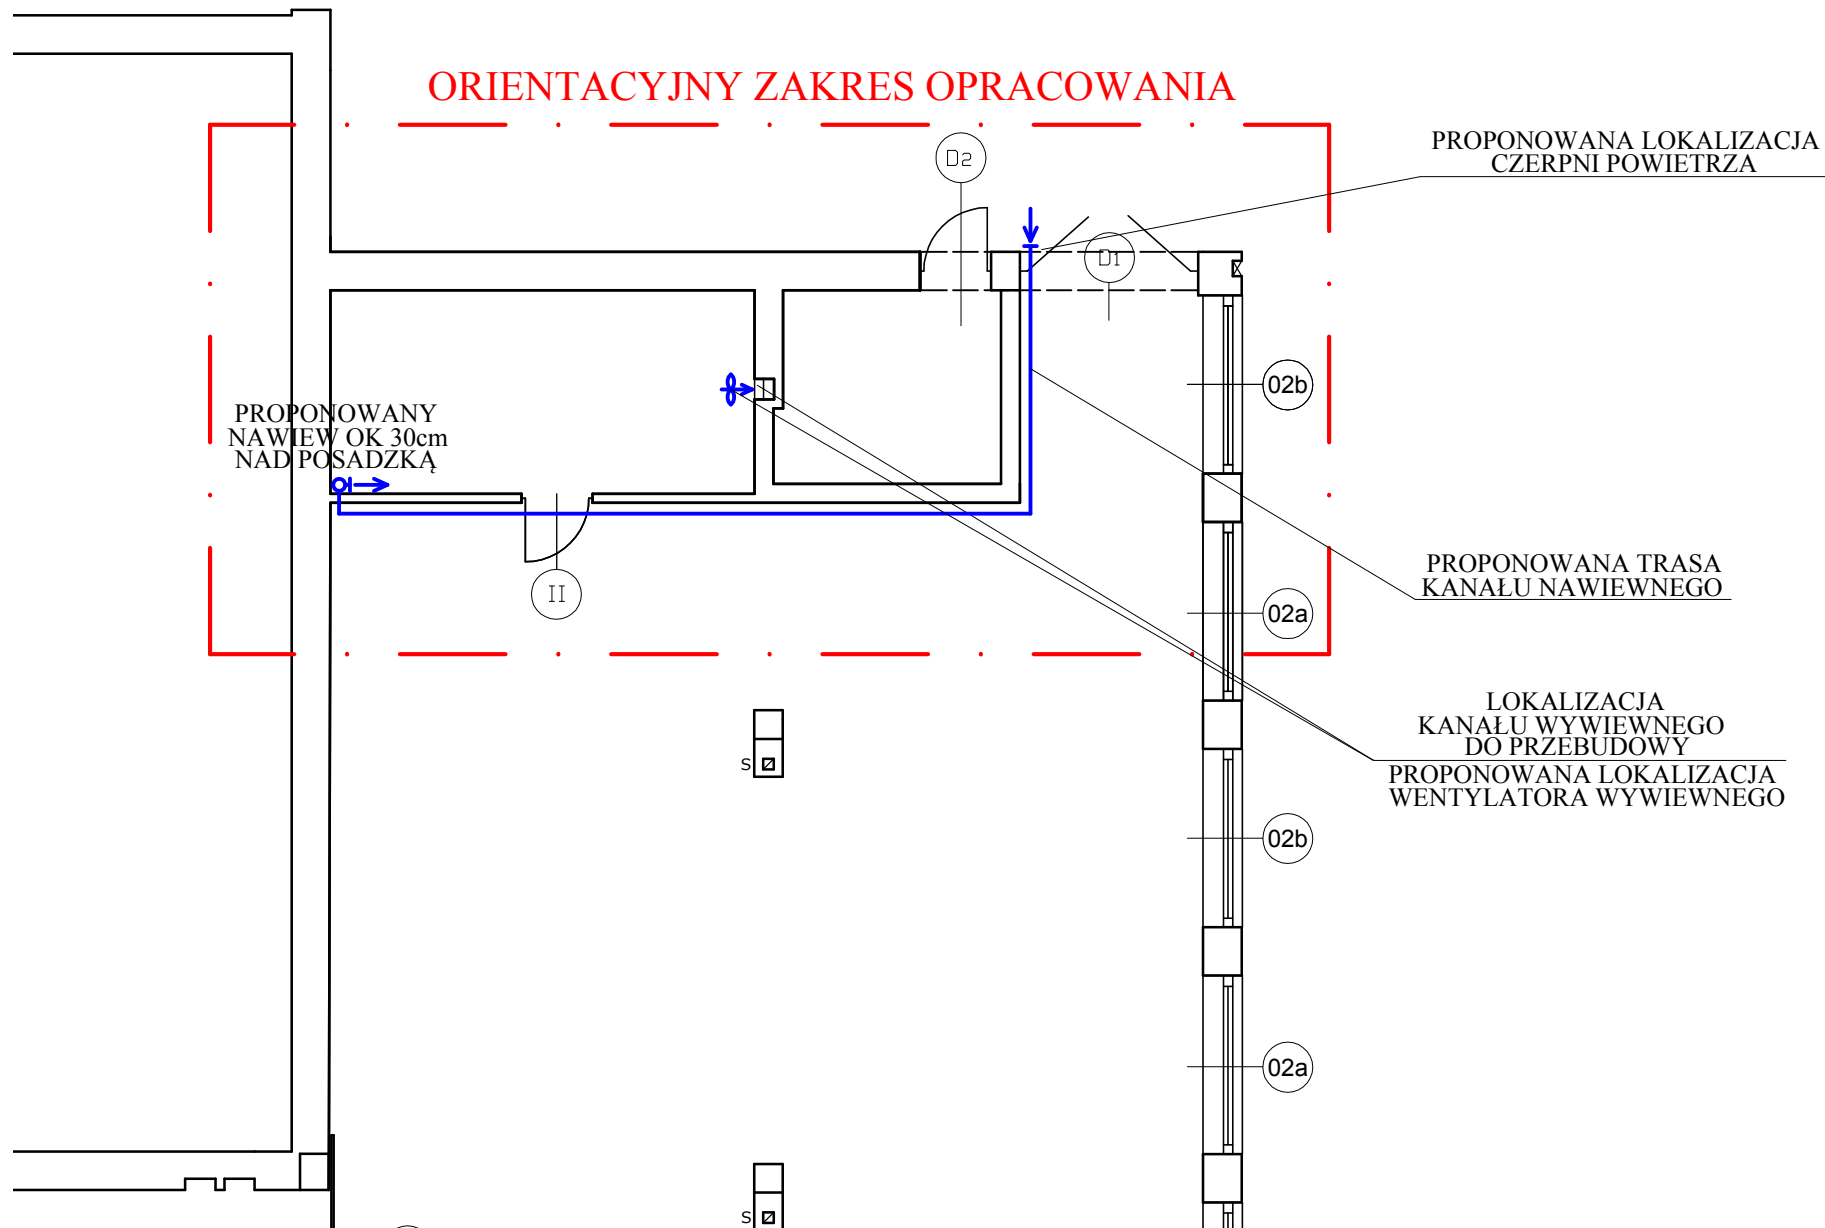 ORIENTACYJNY ZAKRES OPRACOWANIA
PROPONOWANA LOKALIZACJA
CZERPNI POWIETRZA
D2
D1
02b
PROPONOWANY
NAWIEW OK 30cm
NAD POSADZKĄ
PROPONOWANA TRASA
KANAŁU NAWIEWNEGO
II
02a
LOKALIZACJA
KANAŁU WYWIEWNEGO
DO PRZEBUDOWY
PROPONOWANA LOKALIZACJA
WENTYLATORA WYWIEWNEGO
s
02b
02a
s